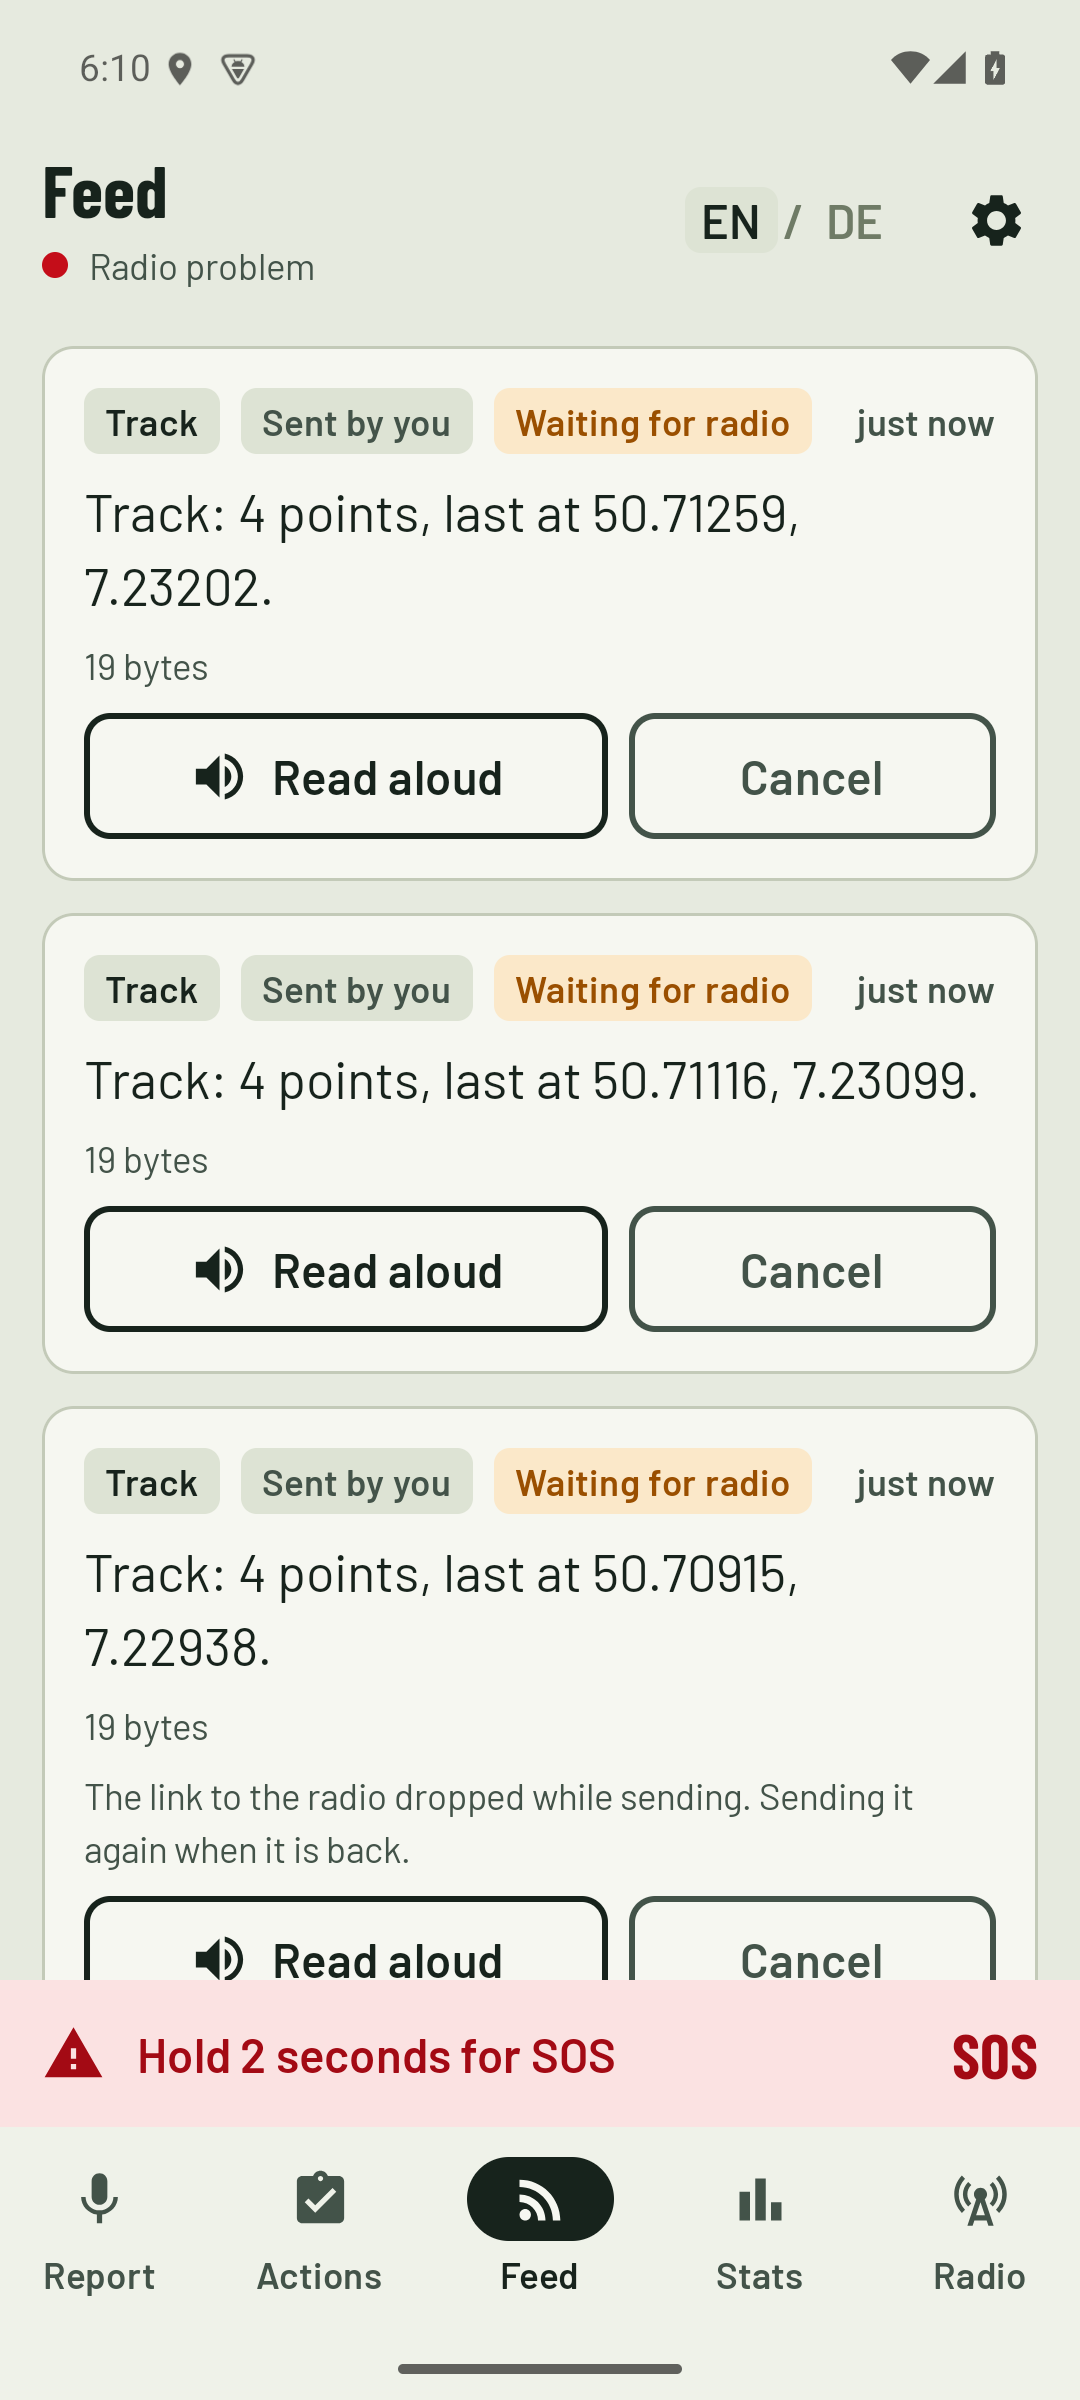 6:10
Feed
Radio problem
EN / DE
Track Sent by you Waiting for radio just now
Track: 4 points, last at 50.71259,
7.23202.
19 bytes
Read aloud Cancel
Track Sent by you Waiting for radio just now
Track: 4 points, last at 50.71116, 7.23099.
19 bytes
Read aloud Cancel
Track Sent by you Waiting for radio just now
Track: 4 points, last at 50.70915,
7.22938.
19 bytes
The link to the radio dropped while sending. Sending it
again when it is back.
Read aloud Cancel
Hold 2 seconds for SOS SOS
Report Actions Feed Stats Radio